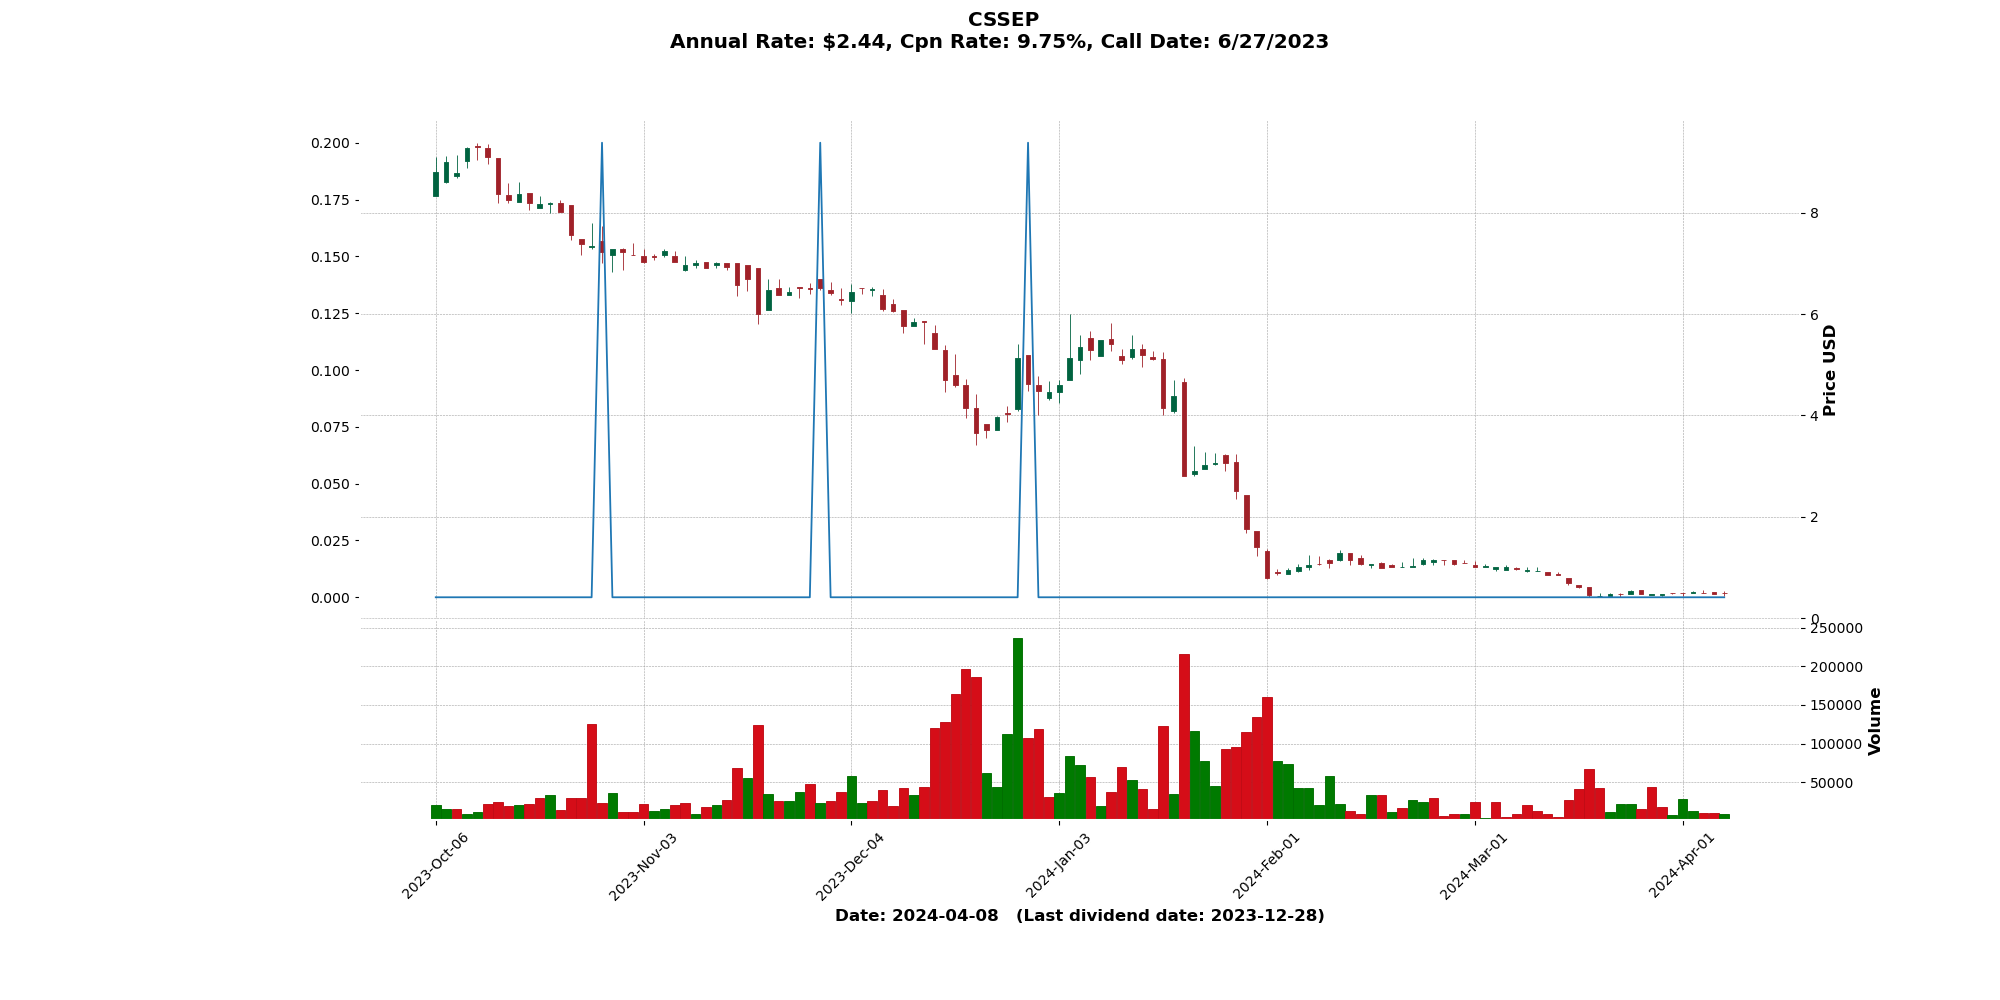 CSSEP
Annual Rate: $2.44, Cpn Rate: 9.75%, Call Date: 6/27/2023
0.200
0.175
0.150
0.125
0.100
0.075
0.050
0.025
0.000
8
6
4
2
0
Price USD
250000
200000
150000
100000
50000
Volume
2023-Oct-06
2023-Nov-03
2023-Dec-04
2024-Jan-03
2024-Feb-01
2024-Mar-01
2024-Apr-01
Date: 2024-04-08   (Last dividend date: 2023-12-28)